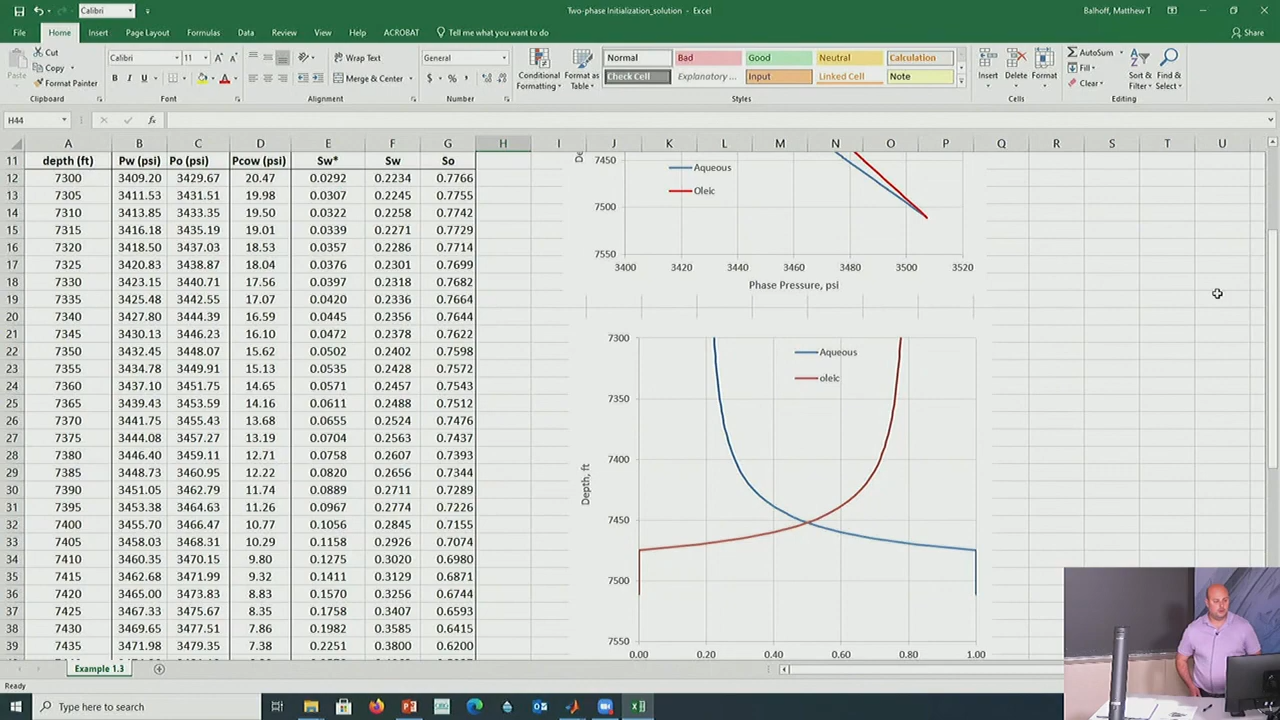 Calibri
Two-phase Initialization_solution - Excel
Balhoff, Matthew T
File Home Insert Page Layout Formulas Data Review View Help ACROBAT Tell me what you want to do Share
Cut
Copy
Format Painter
Paste
Clipboard
Calibri 11
B I U
Font
Wrap Text
Merge & Center
Alignment
General
$ % ,
Number
Conditional Formatting
Format as Table
Normal Bad Good Neutral Calculation
Check Cell Explanatory ... Input Linked Cell Note
Styles
Insert Delete Format
Cells
AutoSum
Fill
Clear
Sort & Filter
Find & Select
Editing
H44 fx
A B C D E F G H I J K L M N O P Q R S T U
11 depth (ft) Pw (psi) Po (psi) Pcow (psi) Sw* Sw So
12 7300 3409.20 3429.67 20.47 0.0292 0.2234 0.7766
13 7305 3411.53 3431.51 19.98 0.0307 0.2245 0.7755
14 7310 3413.85 3433.35 19.50 0.0322 0.2258 0.7742
15 7315 3416.18 3435.19 19.01 0.0339 0.2271 0.7729
16 7320 3418.50 3437.03 18.53 0.0357 0.2286 0.7714
17 7325 3420.83 3438.87 18.04 0.0376 0.2301 0.7699
18 7330 3423.15 3440.71 17.56 0.0397 0.2318 0.7682
19 7335 3425.48 3442.55 17.07 0.0420 0.2336 0.7664
20 7340 3427.80 3444.39 16.59 0.0445 0.2356 0.7644
21 7345 3430.13 3446.23 16.10 0.0472 0.2378 0.7622
22 7350 3432.45 3448.07 15.62 0.0502 0.2402 0.7598
23 7355 3434.78 3449.91 15.13 0.0535 0.2428 0.7572
24 7360 3437.10 3451.75 14.65 0.0571 0.2457 0.7543
25 7365 3439.43 3453.59 14.16 0.0611 0.2488 0.7512
26 7370 3441.75 3455.43 13.68 0.0655 0.2524 0.7476
27 7375 3444.08 3457.27 13.19 0.0704 0.2563 0.7437
28 7380 3446.40 3459.11 12.71 0.0758 0.2607 0.7393
29 7385 3448.73 3460.95 12.22 0.0820 0.2656 0.7344
30 7390 3451.05 3462.79 11.74 0.0889 0.2711 0.7289
31 7395 3453.38 3464.63 11.26 0.0967 0.2774 0.7226
32 7400 3455.70 3466.47 10.77 0.1056 0.2845 0.7155
33 7405 3458.03 3468.31 10.29 0.1158 0.2926 0.7074
34 7410 3460.35 3470.15 9.80 0.1275 0.3020 0.6980
35 7415 3462.68 3471.99 9.32 0.1411 0.3129 0.6871
36 7420 3465.00 3473.83 8.83 0.1570 0.3256 0.6744
37 7425 3467.33 3475.67 8.35 0.1758 0.3407 0.6593
38 7430 3469.65 3477.51 7.86 0.1982 0.3585 0.6415
39 7435 3471.98 3479.35 7.38 0.2251 0.3800 0.6200
7450
Aqueous
Oleic
7500
7550
3400 3420 3440 3460 3480 3500 3520
Phase Pressure, psi
7300
Aqueous
oleic
7350
7400
Depth, ft
7450
7500
7550
0.00 0.20 0.40 0.60 0.80 1.00
Example 1.3
Ready
Type here to search